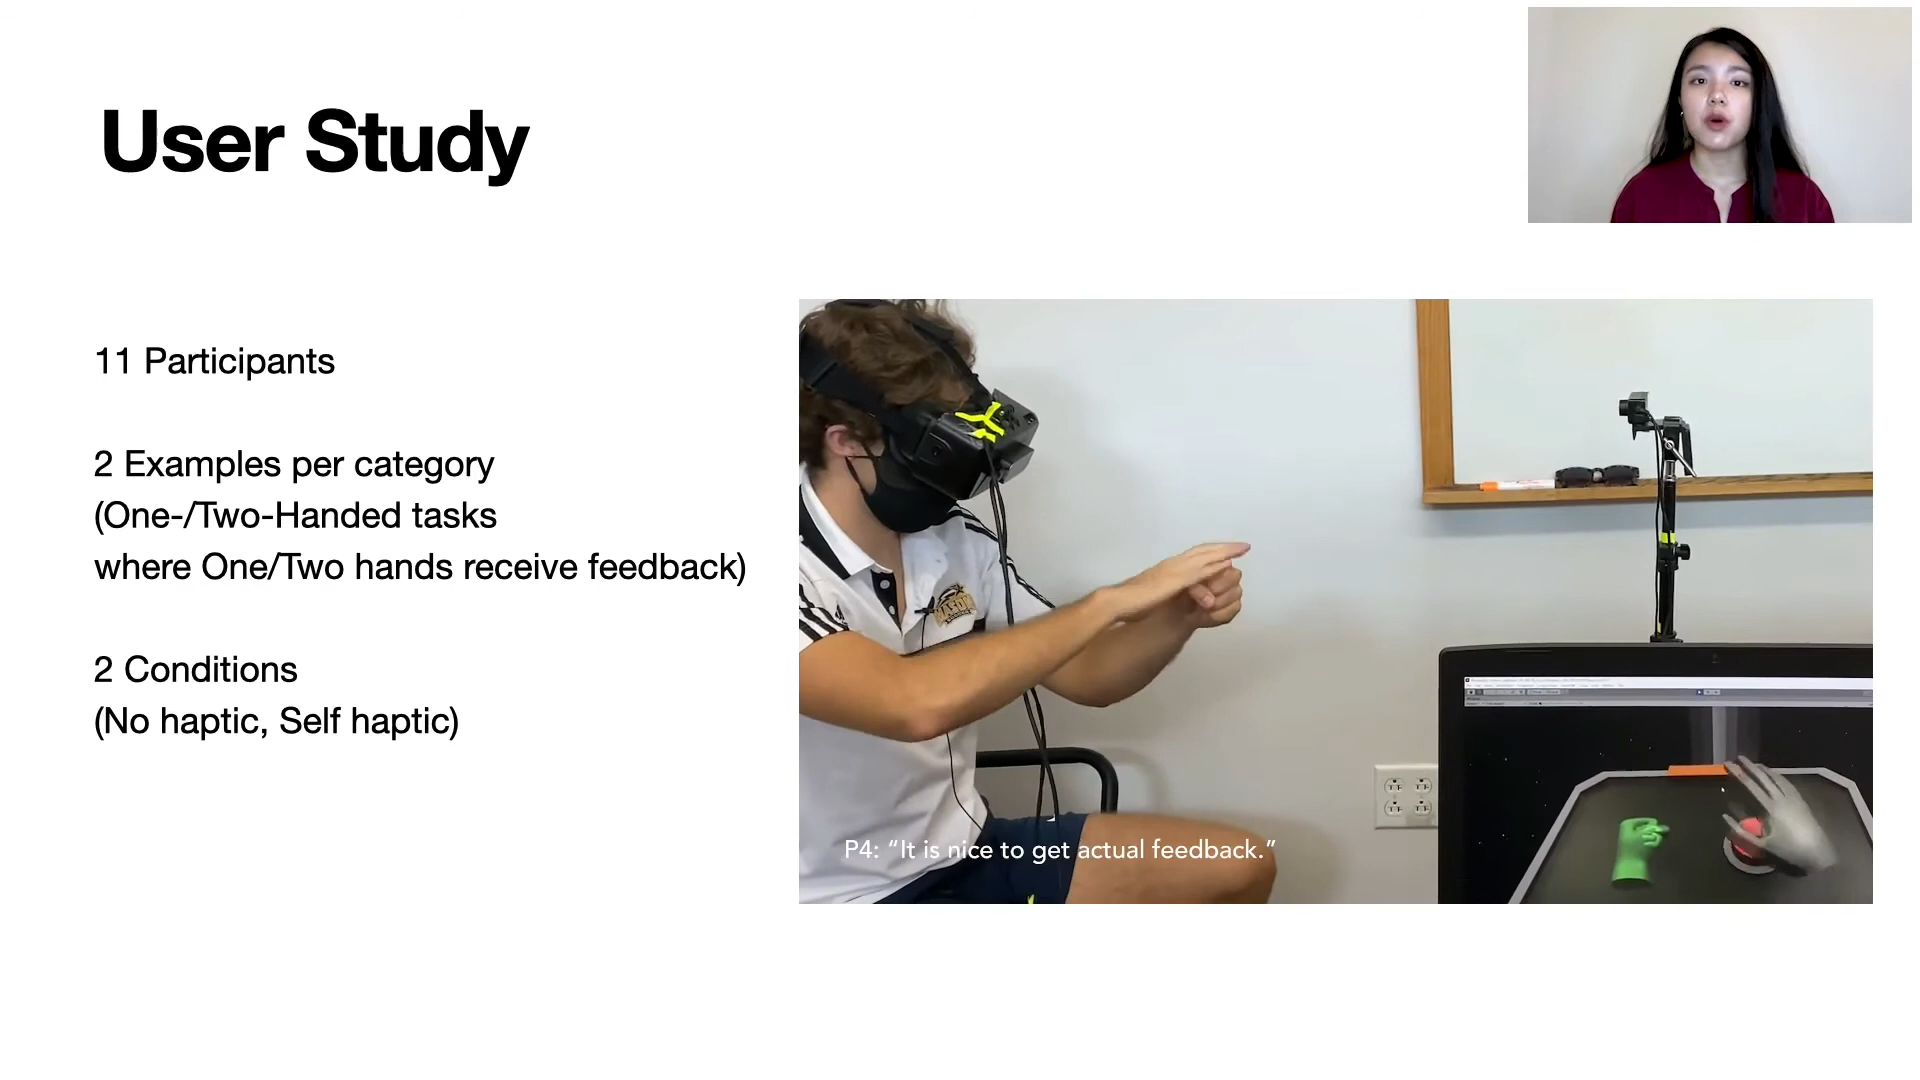 User Study
11 Participants
2 Examples per category
(One-/Two-Handed tasks
where One/Two hands receive feedback)
2 Conditions
(No haptic, Self haptic)
MASON
P4: “It is nice to get actual feedback.”